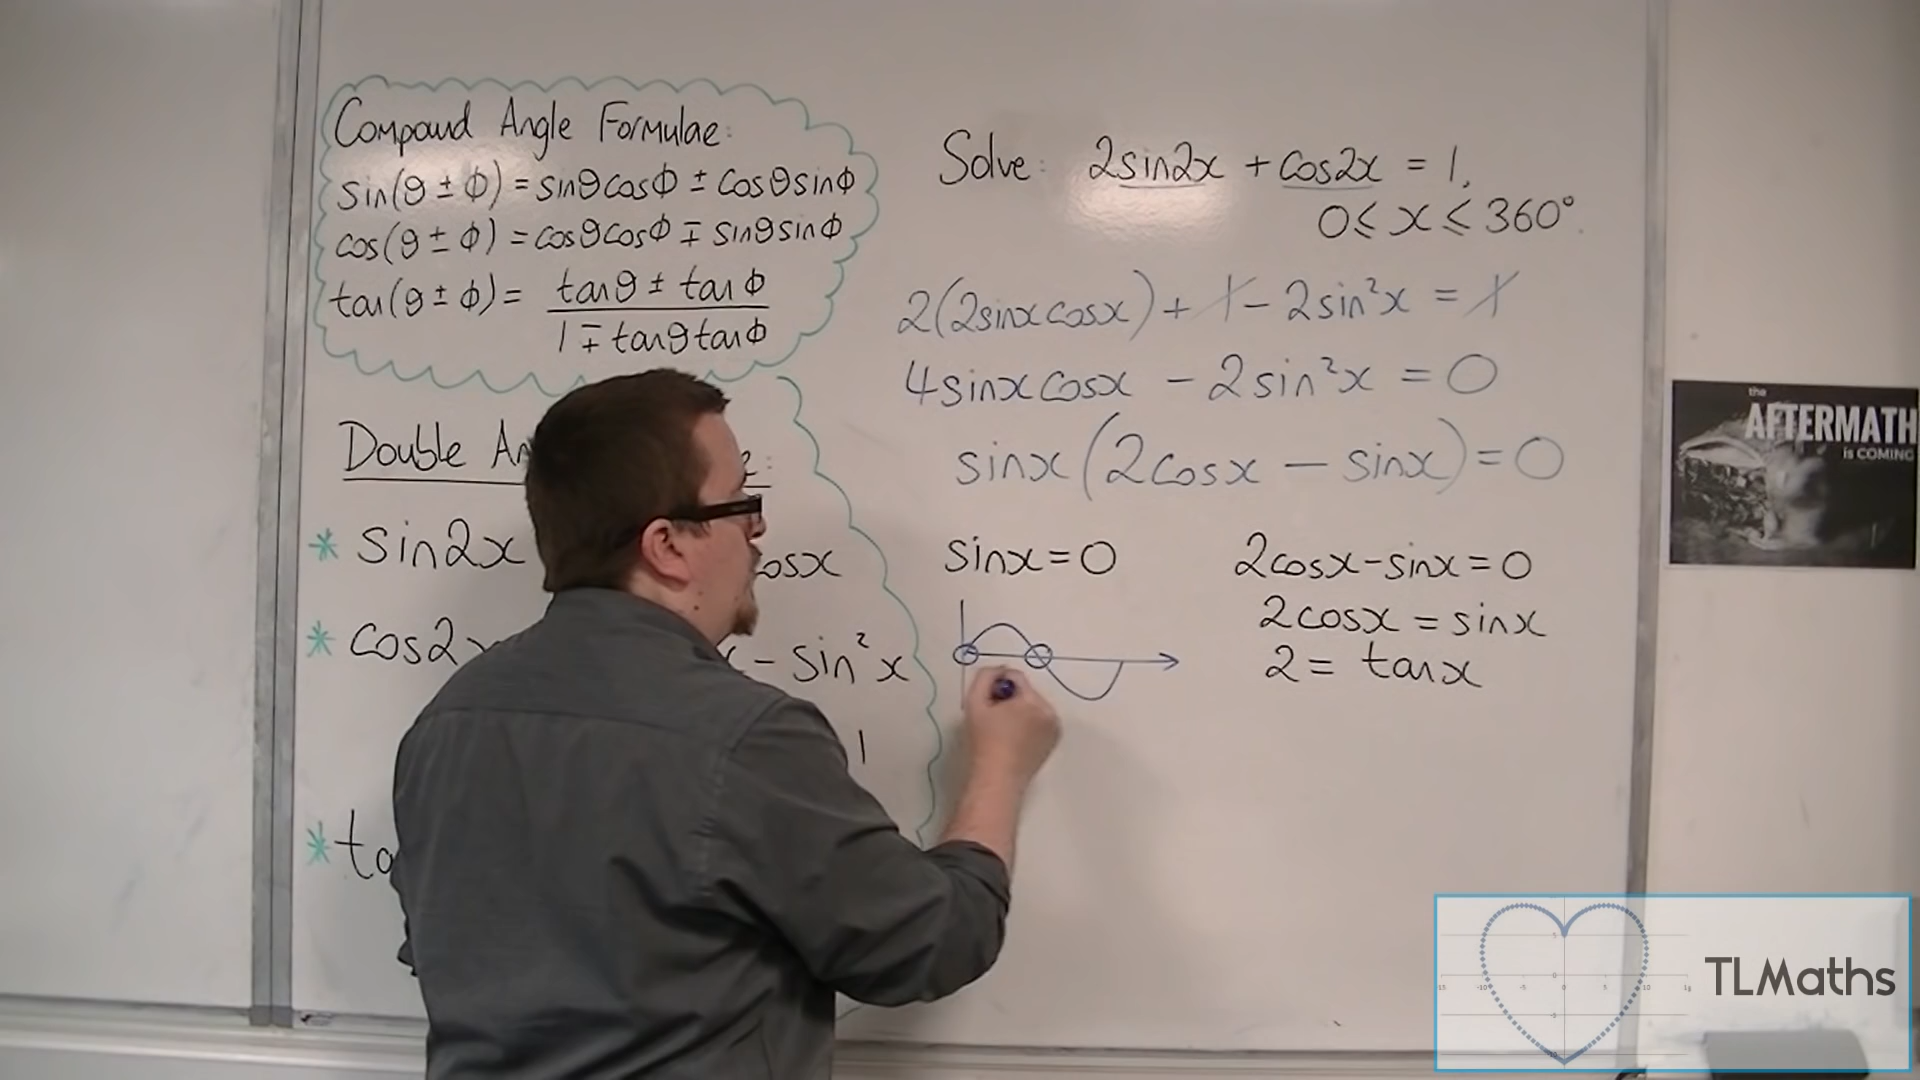 Compound Angle Formulae:
sin(θ ± ϕ) = sinθcosϕ ± cosθsinϕ
cos(θ ± ϕ) = cosθcosϕ ∓ sinθsinϕ
tan(θ ± ϕ) = tanθ ± tanϕ
1 ∓ tanθtanϕ
Double
* sin2x osx
* cos2x - sin²x
1
*
Solve: 2sin2x + cos2x = 1,
0 ≤ x ≤ 360°.
2(2sinxcosx) + 1 - 2sin²x = 1
4sinxcosx - 2sin²x = 0
sinx(2cosx - sinx) = 0
sinx = 0
2cosx - sinx = 0
2cosx = sinx
2 = tanx
the
AFTERMATH
is COMING
TLMaths